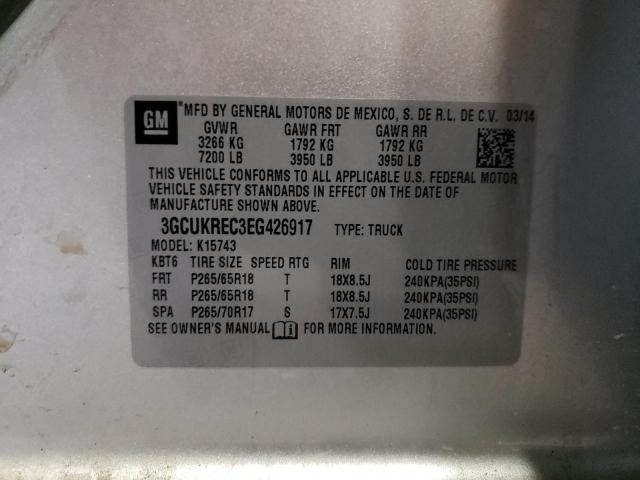 GM
*MFD BY GENERAL MOTORS DE MEXICO, S. DE R.L. DE C.V. 03/14
GVWR GAWR FRT GAWR RR
3266 KG 1792 KG 1792 KG
7200 LB 3950 LB 3950 LB
THIS VEHICLE CONFORMS TO ALL APPLICABLE U.S. FEDERAL MOTOR
VEHICLE SAFETY STANDARDS IN EFFECT ON THE DATE OF
MANUFACTURE SHOWN ABOVE.
3GCUKREC3EG426917 TYPE: TRUCK
MODEL: K15743
KBT6 TIRE SIZE SPEED RTG RIM COLD TIRE PRESSURE
FRT P265/65R18 T 18X8.5J 240KPA(35PSI)
RR P265/65R18 T 18X8.5J 240KPA(35PSI)
SPA P265/70R17 S 17X7.5J 240KPA(35PSI)
SEE OWNER'S MANUAL FOR MORE INFORMATION.